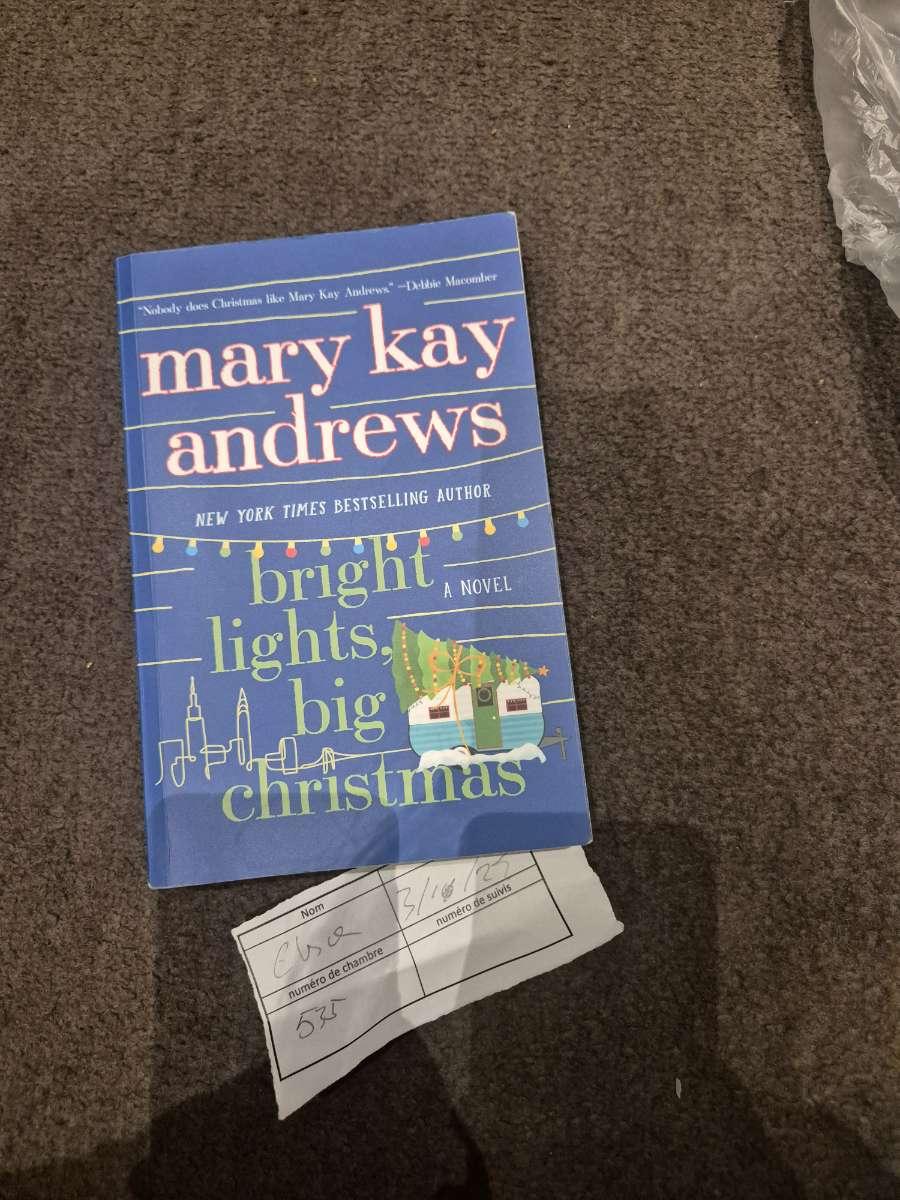 "Nobody does Christmas like Mary Kay Andrews." —Debbie Macomber
mary kay
andrews
NEW YORK TIMES BESTSELLING AUTHOR
bright
A NOVEL
lights,
big
christmas
Nom
numéro de suivis
numéro de chambre
535